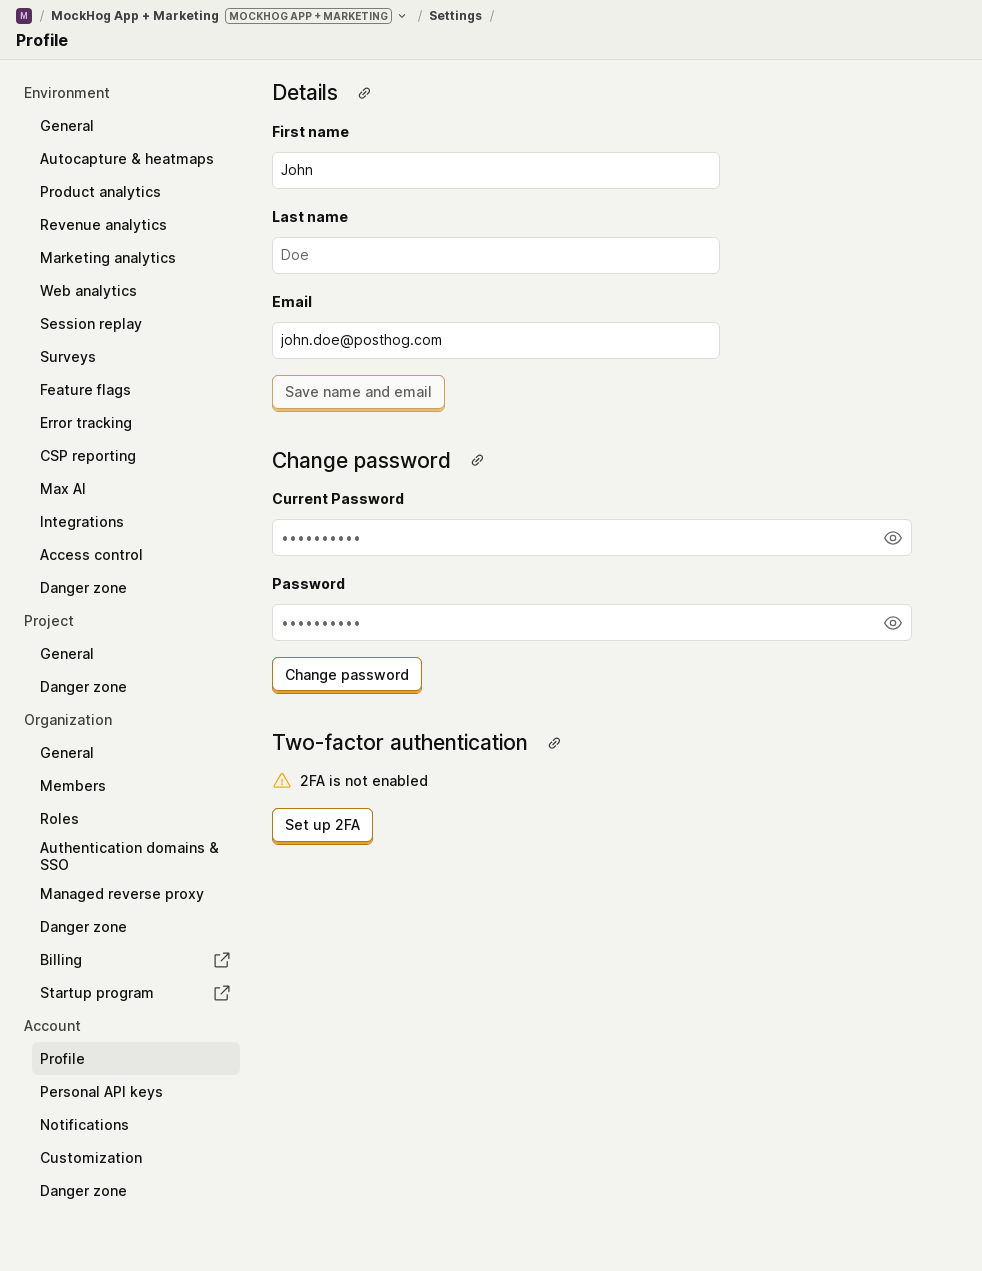 M / MockHog App + Marketing MOCKHOG APP + MARKETING / Settings /
Profile
Environment
General
Autocapture & heatmaps
Product analytics
Revenue analytics
Marketing analytics
Web analytics
Session replay
Surveys
Feature flags
Error tracking
CSP reporting
Max AI
Integrations
Access control
Danger zone
Project
General
Danger zone
Organization
General
Members
Roles
Authentication domains &
SSO
Managed reverse proxy
Danger zone
Billing
Startup program
Account
Profile
Personal API keys
Notifications
Customization
Danger zone
Details
First name
John
Last name
Doe
Email
john.doe@posthog.com
Save name and email
Change password
Current Password
••••••••••
Password
••••••••••
Change password
Two-factor authentication
2FA is not enabled
Set up 2FA